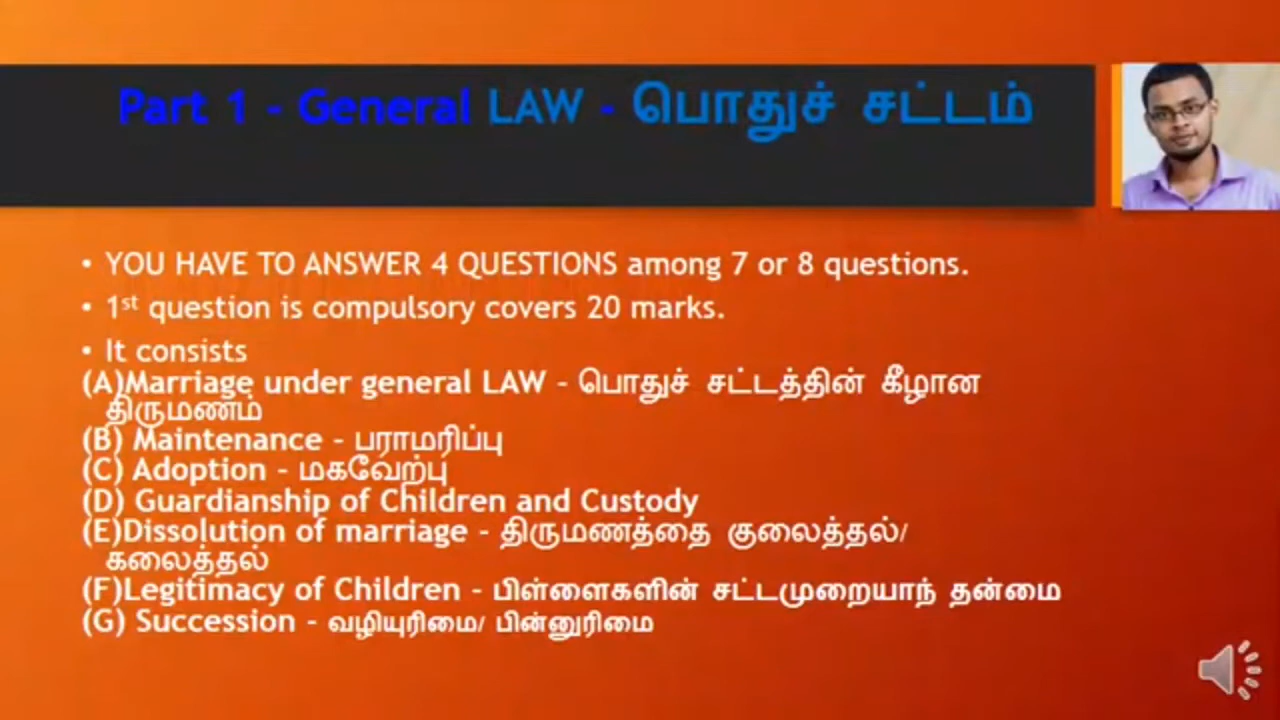 Part 1 - General LAW - பொதுச் சட்டம்
• YOU HAVE TO ANSWER 4 QUESTIONS among 7 or 8 questions.
• 1st question is compulsory covers 20 marks.
• It consists
(A)Marriage under general LAW – பொதுச் சட்டத்தின் கீழான
திருமணம்
(B) Maintenance – பராமரிப்பு
(C) Adoption – மகவேற்பு
(D) Guardianship of Children and Custody
(E)Dissolution of marriage – திருமணத்தை குலைத்தல்/
கலைத்தல்
(F)Legitimacy of Children – பிள்ளைகளின் சட்டமுறையாந் தன்மை
(G) Succession – வழியுரிமை/ பின்னுரிமை